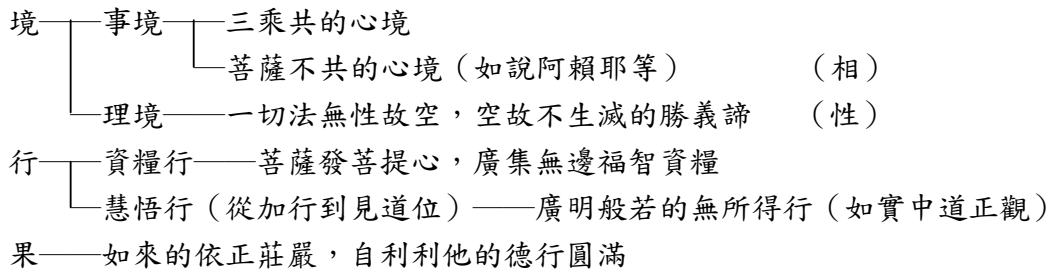 境──事境──三乘共的心境
菩薩不共的心境（如說阿賴耶等）（相）
理境──一切法無性故空，空故不生滅的勝義諦（性）
行──資糧行──菩薩發菩提心，廣集無邊福智資糧
慧悟行（從加行到見道位）──廣明般若的無所得行（如實中道正觀）
果──如來的依正莊嚴，自利利他的德行圓滿